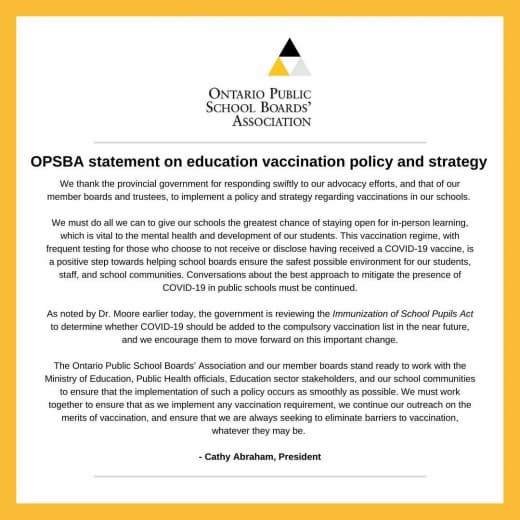 ONTARIO PUBLIC
SCHOOL BOARDS'
ASSOCIATION
OPSBA statement on education vaccination policy and strategy
We thank the provincial government for responding swiftly to our advocacy efforts, and that of our
member boards and trustees, to implement a policy and strategy regarding vaccinations in our schools.
We must do all we can to give our schools the greatest chance of staying open for in-person learning,
which is vital to the mental health and development of our students. This vaccination regime, with
frequent testing for those who choose to not receive or disclose having received a COVID-19 vaccine, is
a positive step towards helping school boards ensure the safest possible environment for our students,
staff, and school communities. Conversations about the best approach to mitigate the presence of
COVID-19 in public schools must be continued.
As noted by Dr. Moore earlier today, the government is reviewing the Immunization of School Pupils Act
to determine whether COVID-19 should be added to the compulsory vaccination list in the near future,
and we encourage them to move forward on this important change.
The Ontario Public School Boards' Association and our member boards stand ready to work with the
Ministry of Education, Public Health officials, Education sector stakeholders, and our school communities
to ensure that the implementation of such a policy occurs as smoothly as possible. We must work
together to ensure that as we implement any vaccination requirement, we continue our outreach on the
merits of vaccination, and ensure that we are always seeking to eliminate barriers to vaccination,
whatever they may be.
- Cathy Abraham, President